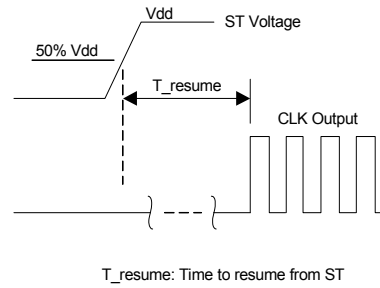 Vdd
ST Voltage
50% Vdd
T_resume
CLK Output
T_resume: Time to resume from ST